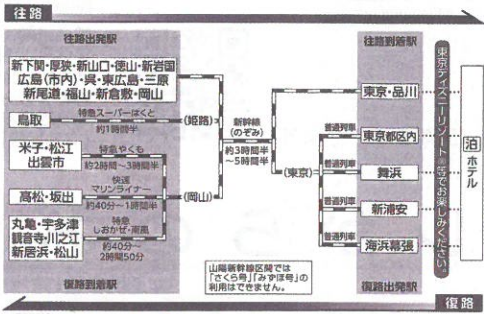 往路
往路出発駅
往路到着駅
新下関・厚狭・新山口・徳山・新岩国
広島(市内)・呉・東広島・三原
新尾道・福山・新倉敷・岡山
鳥取
特急スーパーはくと
約1時間半
(姫路)
米子・松江
出雲市
特急やくも
約2時間~3時間半
高松・坂出
快速
マリンライナー
約40分~1時間半
(岡山)
丸亀・宇多津
観音寺・川之江
新居浜・松山
特急
しおかぜ・南風
約40分~
2時間50分
新幹線
(のぞみ)
約3時間半
~5時間半
(東京)
東京・品川
普通列車
東京都区内
普通列車
舞浜
普通列車
新浦安
普通列車
海浜幕張
東京ディズニーリゾート®等でお楽しみください。
泊
ホテル
山陽新幹線区間では
「さくら号」「みずほ号」の
利用はできません。
復路到着駅
復路出発駅
復路